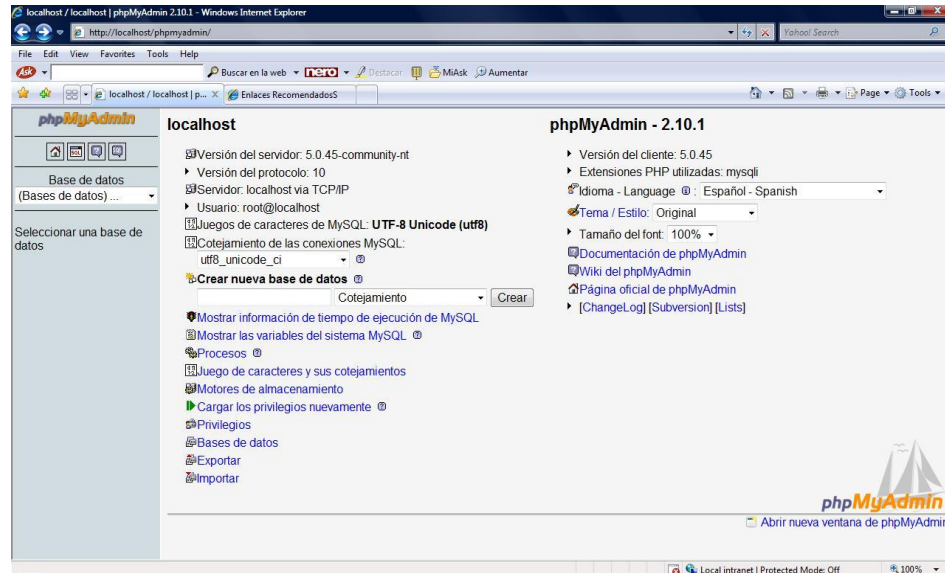 localhost / localhost | phpMyAdmin 2.10.1 - Windows Internet Explorer
http://localhost/phpmyadmin/
Yahoo! Search
File Edit View Favorites Tools Help
Ask
Buscar en la web
nero
Destacar
MiAsk
Aumentar
localhost / localhost | p...
Enlaces RecomendadosS
Page
Tools
phpMyAdmin
SQL
Base de datos
(Bases de datos) ...
Seleccionar una base de
datos
localhost
Versión del servidor: 5.0.45-community-nt
Versión del protocolo: 10
Servidor: localhost via TCP/IP
Usuario: root@localhost
Juegos de caracteres de MySQL: UTF-8 Unicode (utf8)
Cotejamiento de las conexiones MySQL:
utf8_unicode_ci
Crear nueva base de datos
Cotejamiento
Crear
Mostrar información de tiempo de ejecución de MySQL
Mostrar las variables del sistema MySQL
Procesos
Juego de caracteres y sus cotejamientos
Motores de almacenamiento
Cargar los privilegios nuevamente
Privilegios
Bases de datos
Exportar
Importar
phpMyAdmin - 2.10.1
Versión del cliente: 5.0.45
Extensiones PHP utilizadas: mysqli
Idioma - Language : Español - Spanish
Tema / Estilo: Original
Tamaño del font: 100%
Documentación de phpMyAdmin
Wiki del phpMyAdmin
Página oficial de phpMyAdmin
[ChangeLog] [Subversion] [Lists]
phpMyAdmin
Abrir nueva ventana de phpMyAdmin
Local intranet | Protected Mode: Off
100%